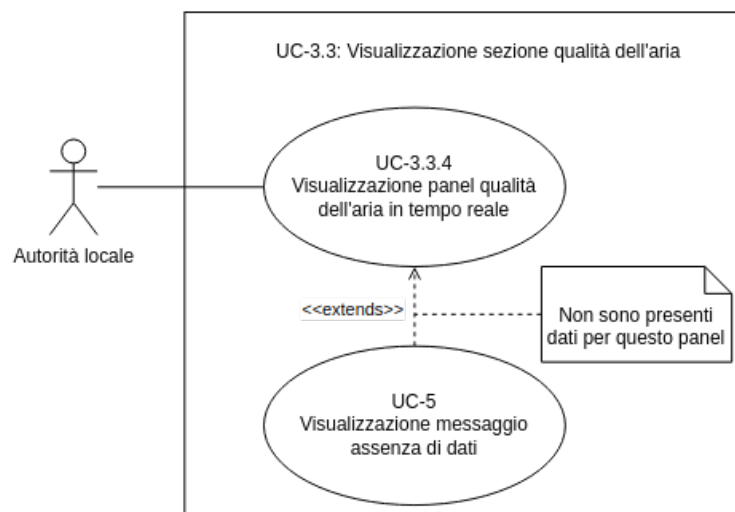 UC-3.3: Visualizzazione sezione qualità dell'aria
UC-3.3.4
Visualizzazione panel qualità
dell'aria in tempo reale
Autorità locale
<<extends>>
Non sono presenti
dati per questo panel
UC-5
Visualizzazione messaggio
assenza di dati